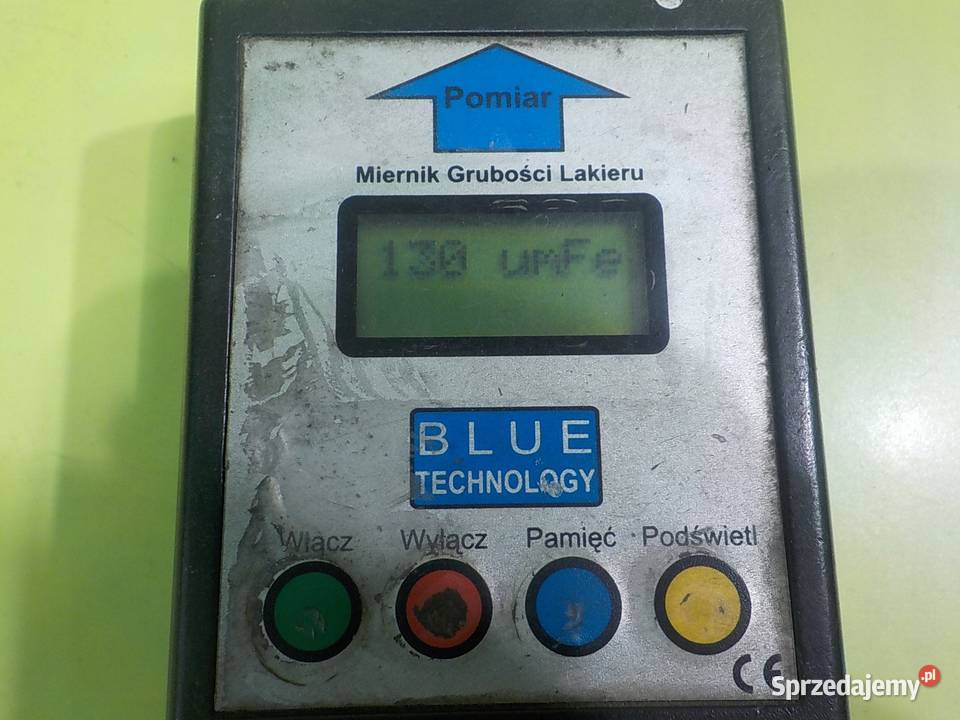 Pomiar
Miernik Grubości Lakieru
130 umFe
BLUE
TECHNOLOGY
Włącz Wyłącz Pamięć Podświetl
CE
Sprzedajemy.pl